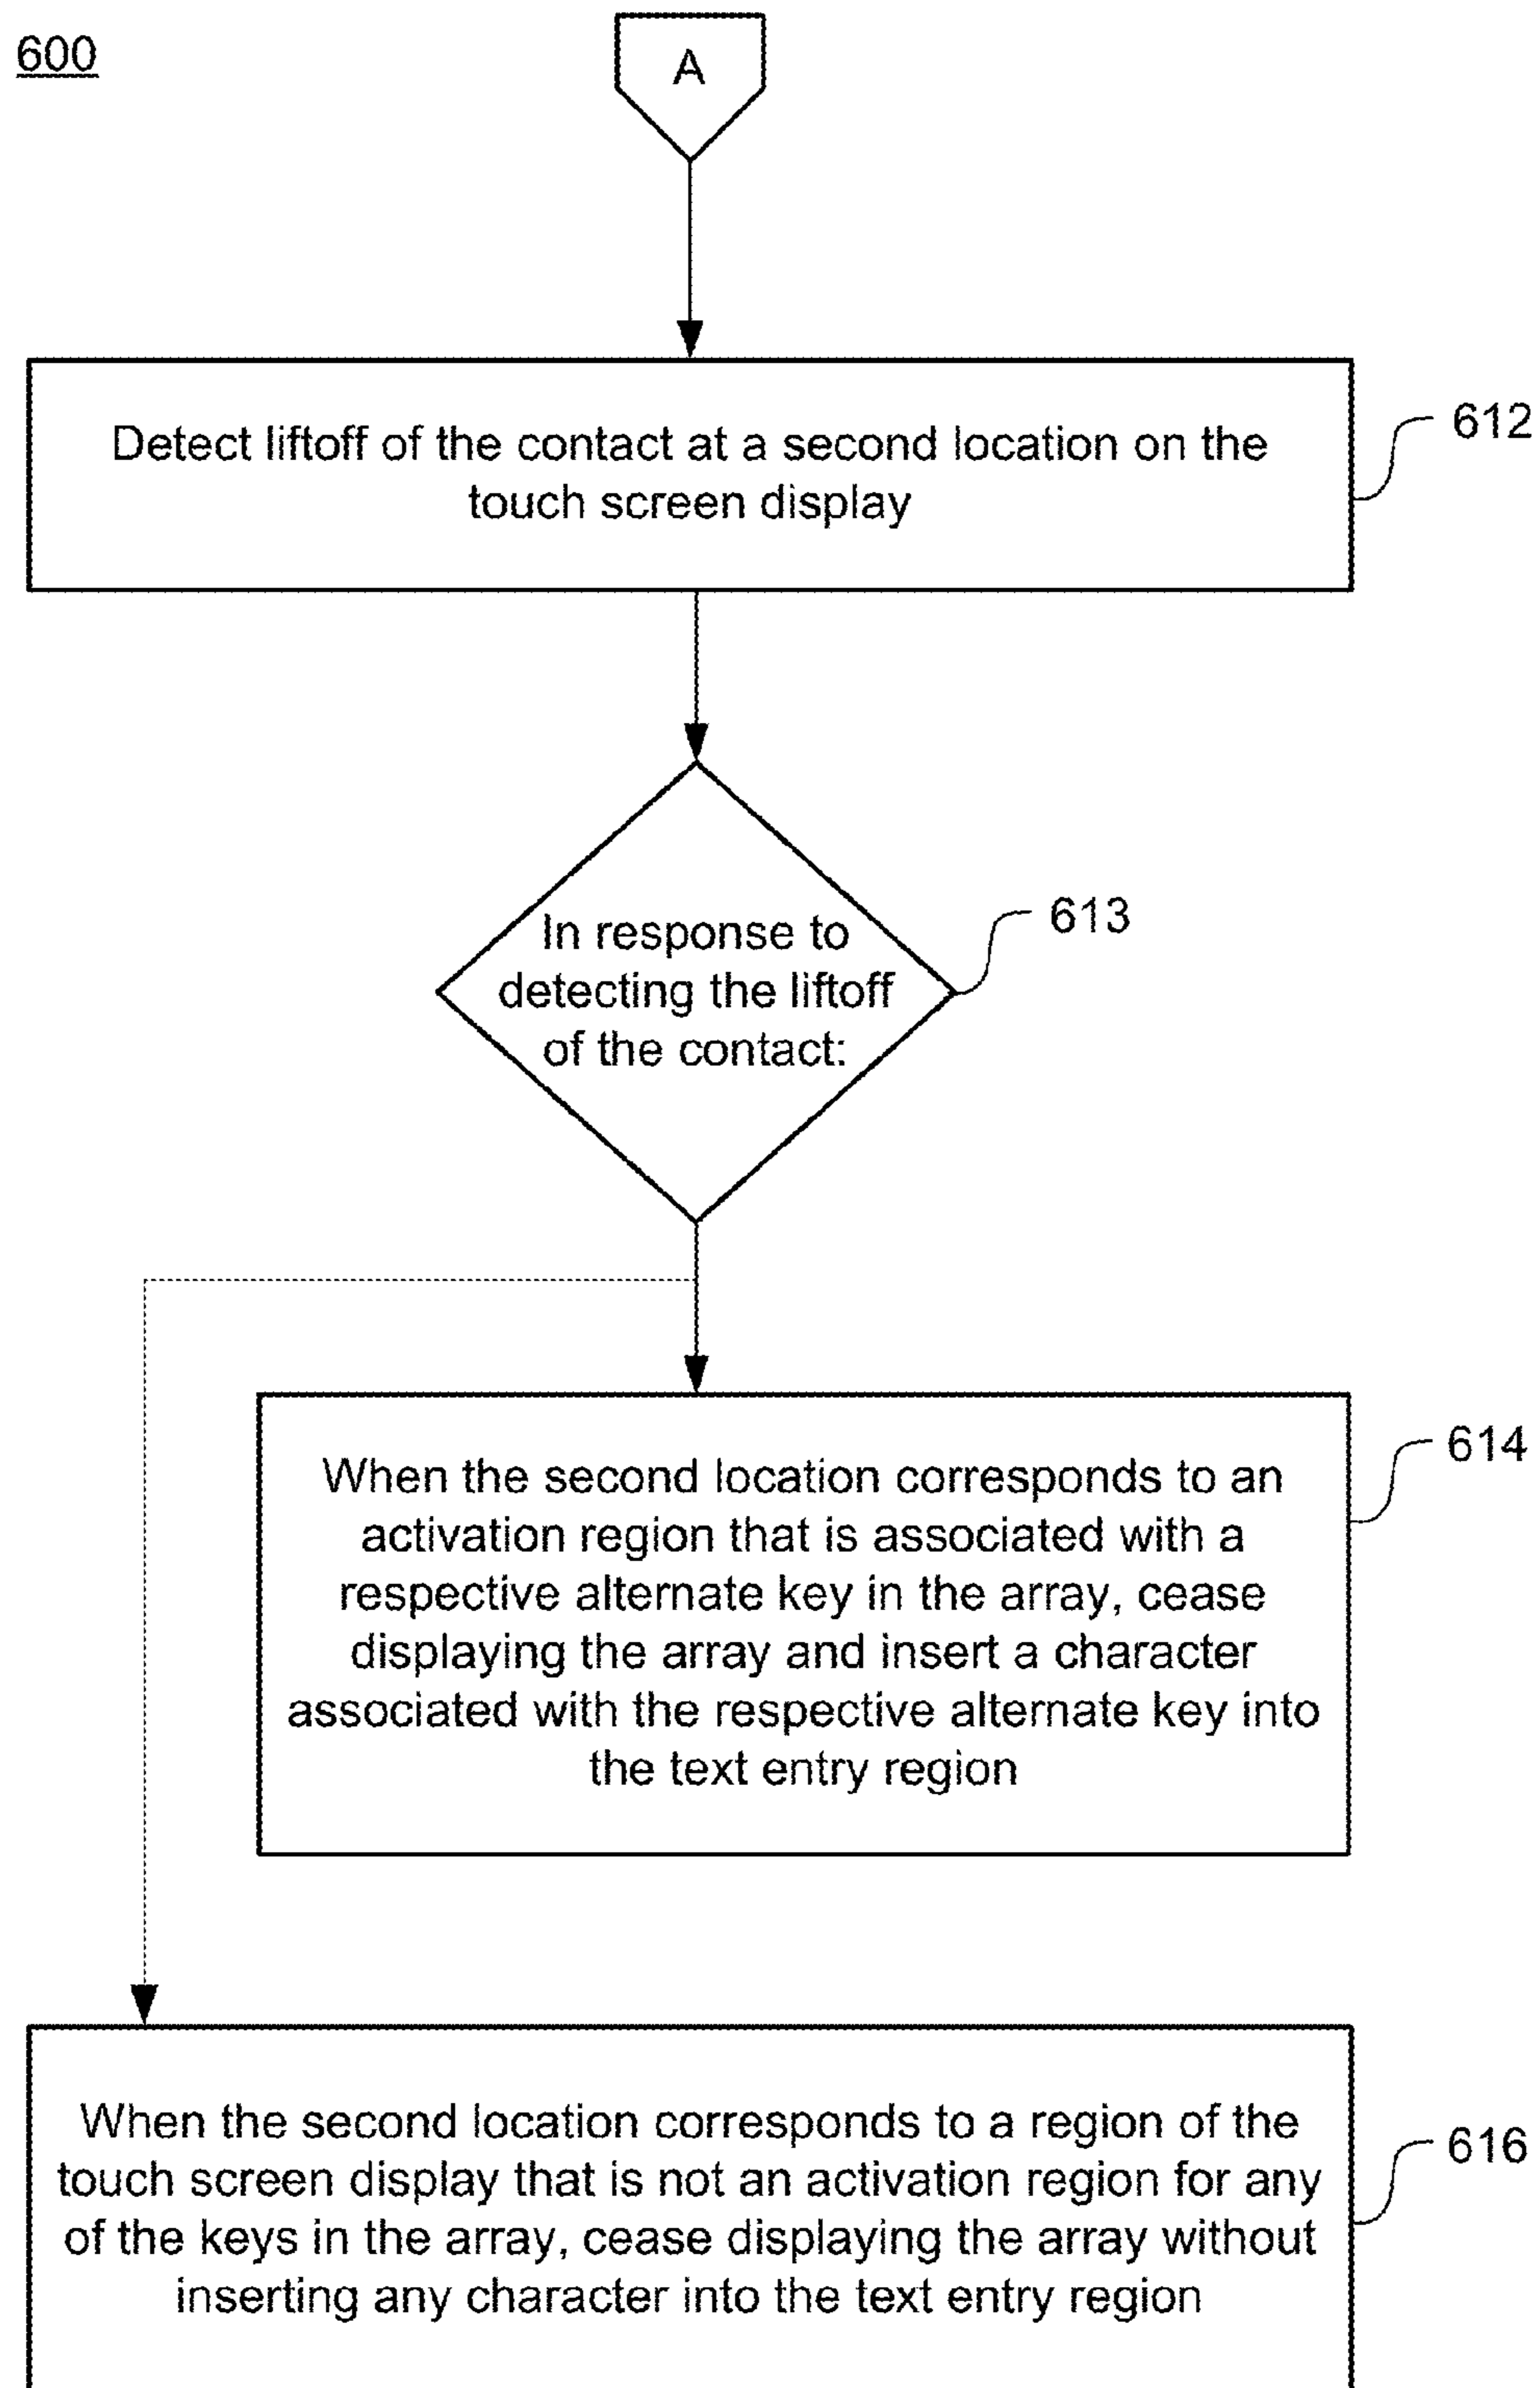 600
A
Detect liftoff of the contact at a second location on the
touch screen display
612
In response to
detecting the liftoff
of the contact:
613
When the second location corresponds to an
activation region that is associated with a
respective alternate key in the array, cease
displaying the array and insert a character
associated with the respective alternate key into
the text entry region
614
When the second location corresponds to a region of the
touch screen display that is not an activation region for any
of the keys in the array, cease displaying the array without
inserting any character into the text entry region
616